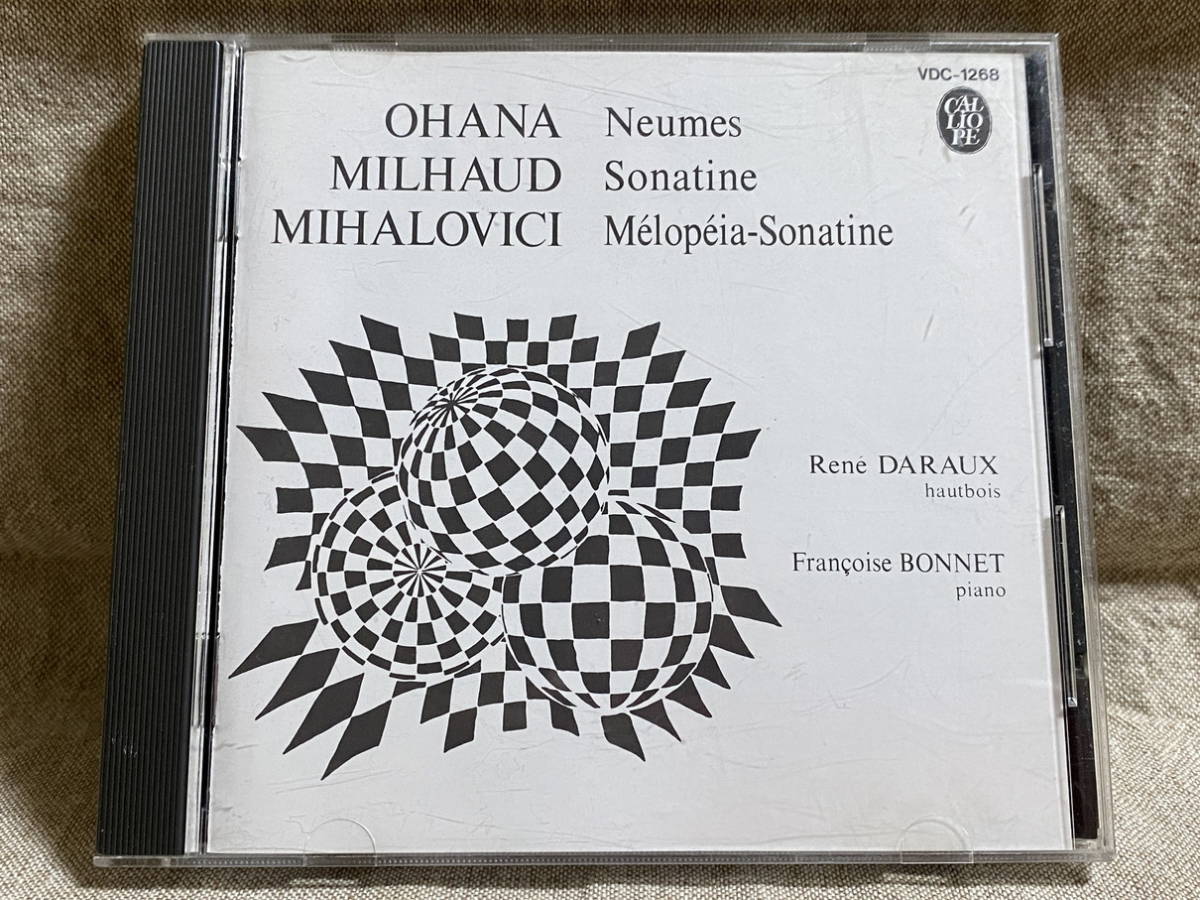 VDC-1268
CAL
LIO
PE
OHANA Neumes
MILHAUD Sonatine
MIHALOVICI Mélopéia-Sonatine
René DARAUX
hautbois
Françoise BONNET
piano